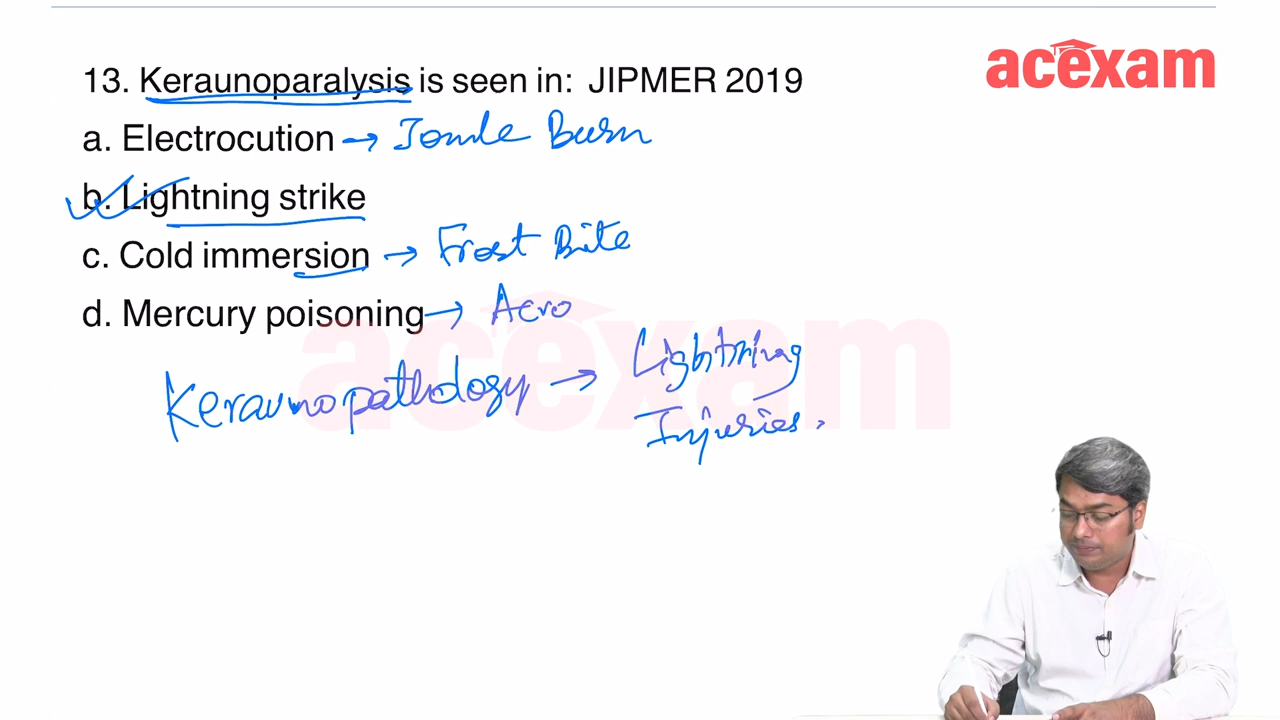 acexam
13. Keraunoparalysis is seen in: JIPMER 2019
a. Electrocution → Joule Burn
b. Lightning strike
c. Cold immersion → Frost Bite
d. Mercury poisoning → Acro
acexam
Keraunopathology → Lightning
Injuries.